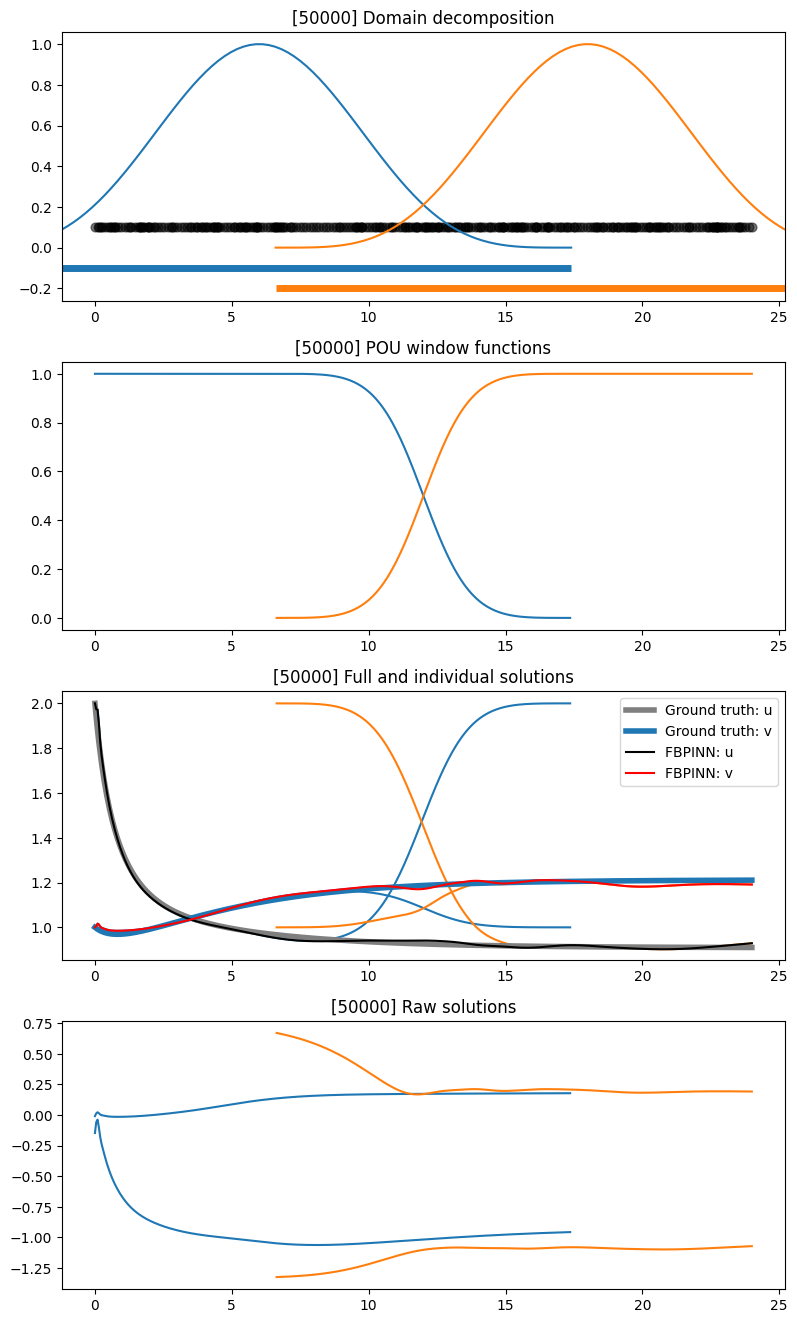 [50000] Domain decomposition
1.0
0.8
0.6
0.4
0.2
0.0
−0.2
0 5 10 15 20 25
[50000] POU window functions
1.0
0.8
0.6
0.4
0.2
0.0
0 5 10 15 20 25
[50000] Full and individual solutions
2.0
1.8
1.6
1.4
1.2
1.0
Ground truth: u
Ground truth: v
FBPINN: u
FBPINN: v
0 5 10 15 20 25
[50000] Raw solutions
0.75
0.50
0.25
0.00
−0.25
−0.50
−0.75
−1.00
−1.25
0 5 10 15 20 25